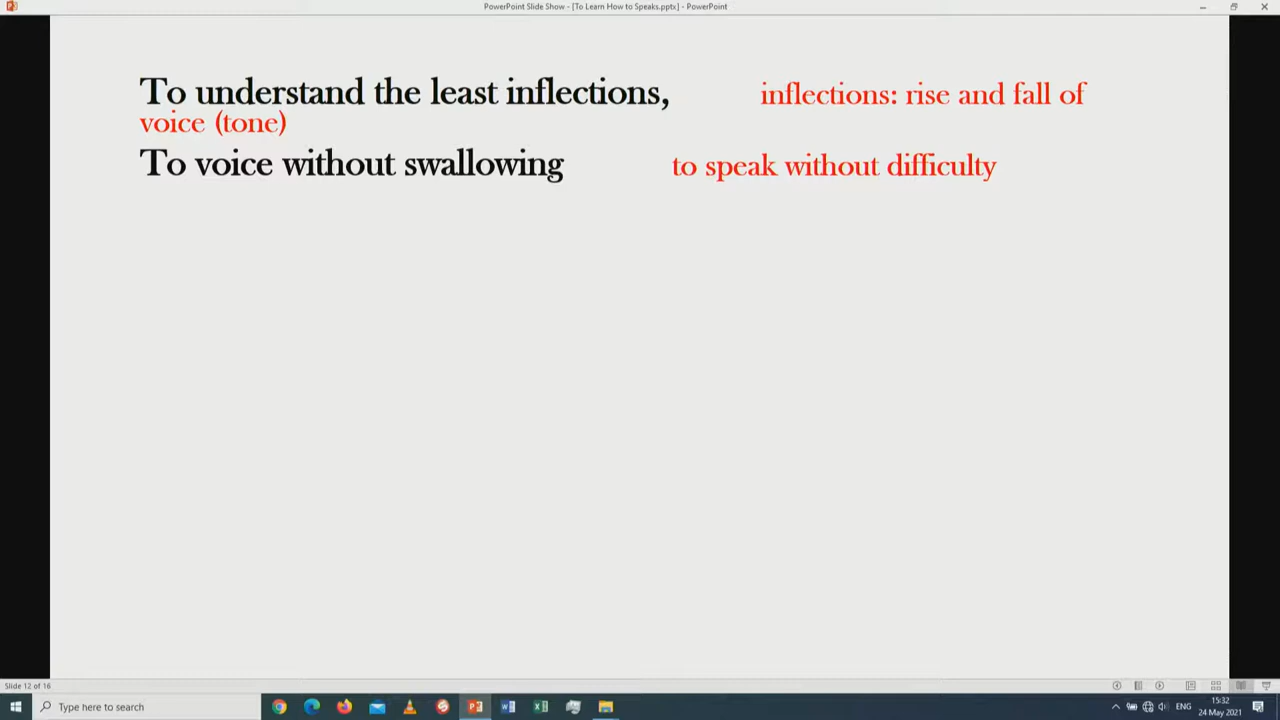 PowerPoint Slide Show - [To Learn How to Speaks.pptx] - PowerPoint
To understand the least inflections, inflections: rise and fall of
voice (tone)
To voice without swallowing to speak without difficulty
Slide 12 of 16
Type here to search
ENG
15:32
24 May 2021